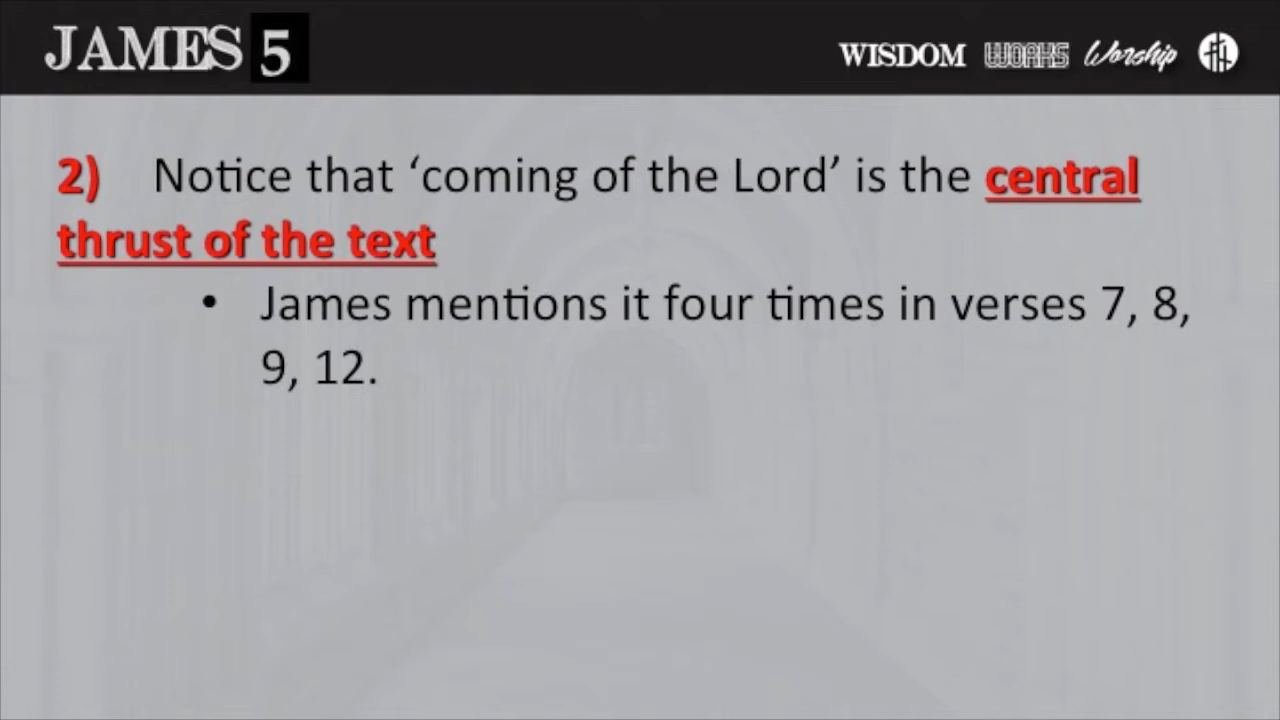 JAMES 5
WISDOM WORKS Worship
2) Notice that ‘coming of the Lord’ is the central
thrust of the text
• James mentions it four times in verses 7, 8,
9, 12.